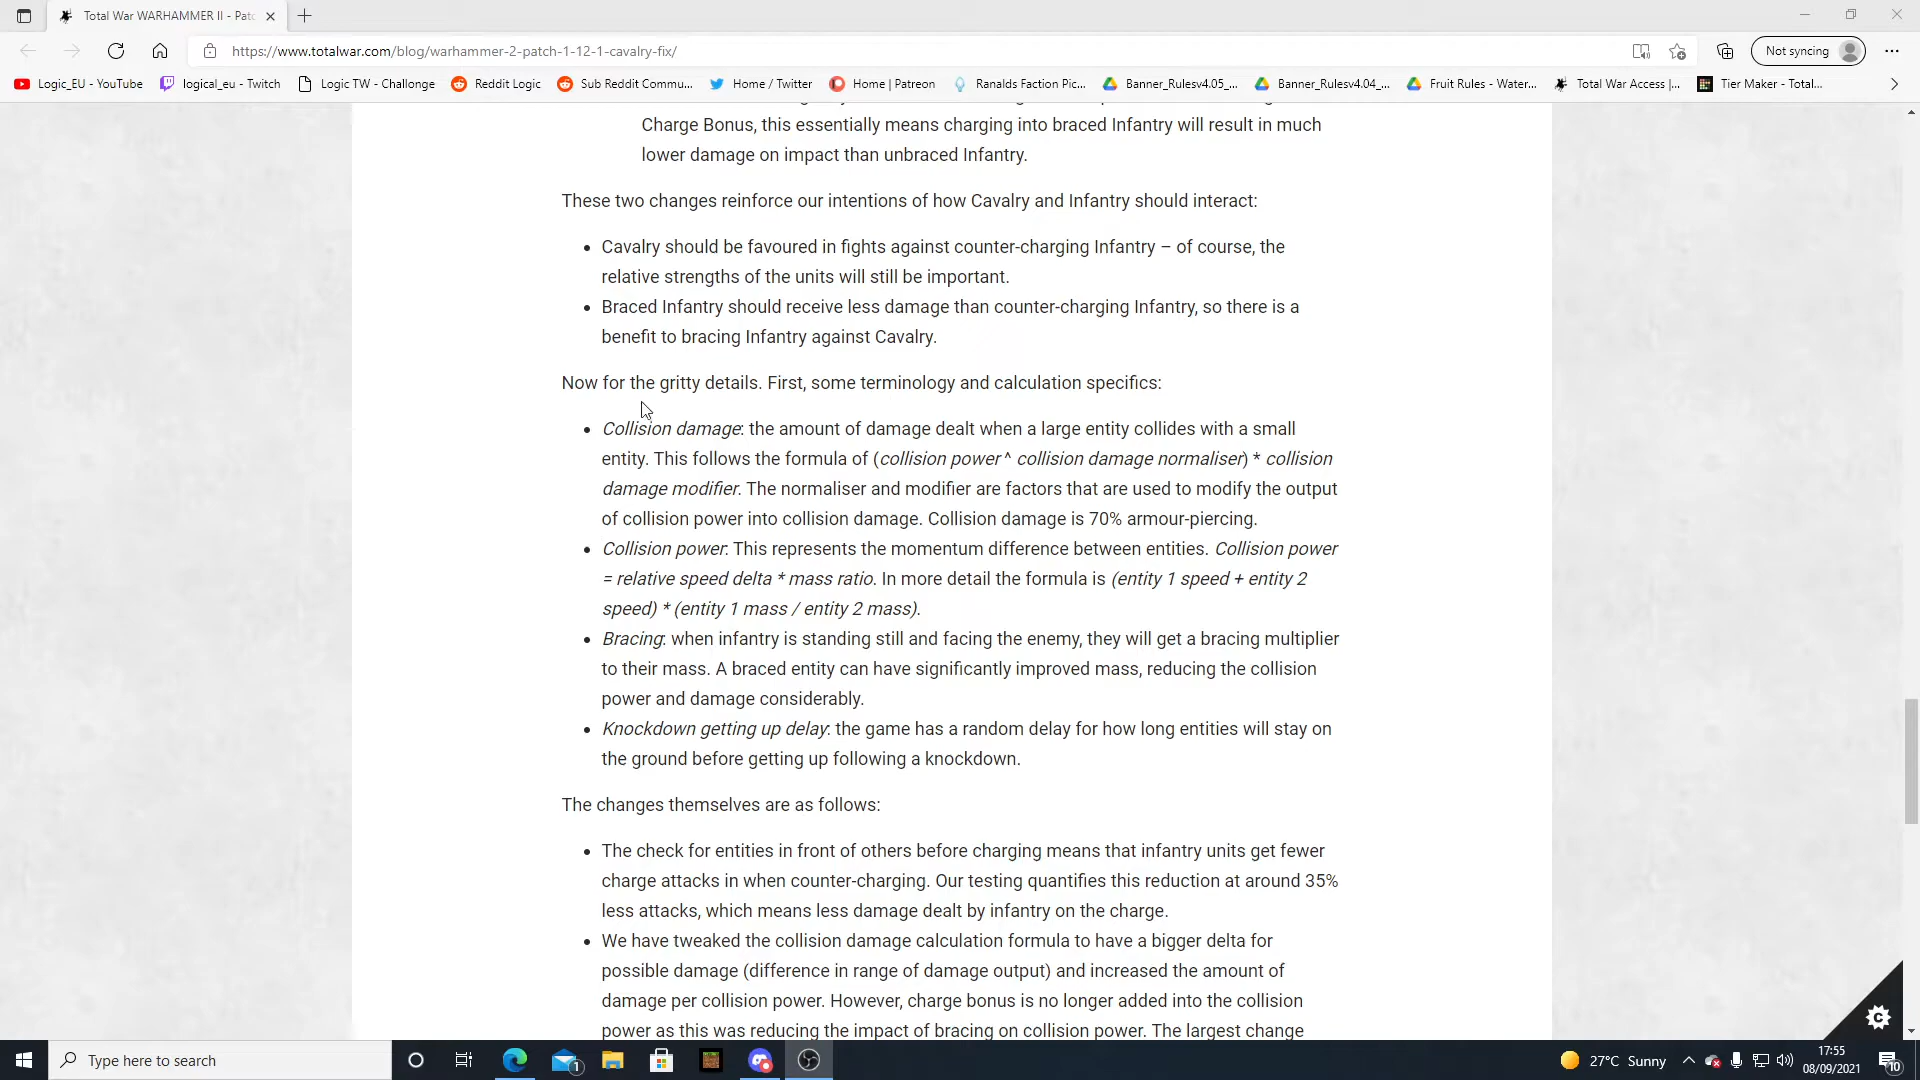 Total War WARHAMMER II - Patc
https://www.totalwar.com/blog/warhammer-2-patch-1-12-1-cavalry-fix/
Not syncing
Logic_EU - YouTube
logical_eu - Twitch
Logic TW - Challonge
Reddit Logic
Sub Reddit Commu...
Home / Twitter
Home | Patreon
Ranalds Faction Pic...
Banner_Rulesv4.05_...
Banner_Rulesv4.04_...
Fruit Rules - Water...
Total War Access |...
Tier Maker - Total...
Charge Bonus, this essentially means charging into braced Infantry will result in much
lower damage on impact than unbraced Infantry.
These two changes reinforce our intentions of how Cavalry and Infantry should interact:
• Cavalry should be favoured in fights against counter-charging Infantry – of course, the
relative strengths of the units will still be important.
• Braced Infantry should receive less damage than counter-charging Infantry, so there is a
benefit to bracing Infantry against Cavalry.
Now for the gritty details. First, some terminology and calculation specifics:
• Collision damage: the amount of damage dealt when a large entity collides with a small
entity. This follows the formula of (collision power ^ collision damage normaliser) * collision
damage modifier. The normaliser and modifier are factors that are used to modify the output
of collision power into collision damage. Collision damage is 70% armour-piercing.
• Collision power: This represents the momentum difference between entities. Collision power
= relative speed delta * mass ratio. In more detail the formula is (entity 1 speed + entity 2
speed) * (entity 1 mass / entity 2 mass).
• Bracing: when infantry is standing still and facing the enemy, they will get a bracing multiplier
to their mass. A braced entity can have significantly improved mass, reducing the collision
power and damage considerably.
• Knockdown getting up delay: the game has a random delay for how long entities will stay on
the ground before getting up following a knockdown.
The changes themselves are as follows:
• The check for entities in front of others before charging means that infantry units get fewer
charge attacks in when counter-charging. Our testing quantifies this reduction at around 35%
less attacks, which means less damage dealt by infantry on the charge.
• We have tweaked the collision damage calculation formula to have a bigger delta for
possible damage (difference in range of damage output) and increased the amount of
damage per collision power. However, charge bonus is no longer added into the collision
power as this was reducing the impact of bracing on collision power. The largest change
Type here to search
1
27°C Sunny
17:55
08/09/2021
10